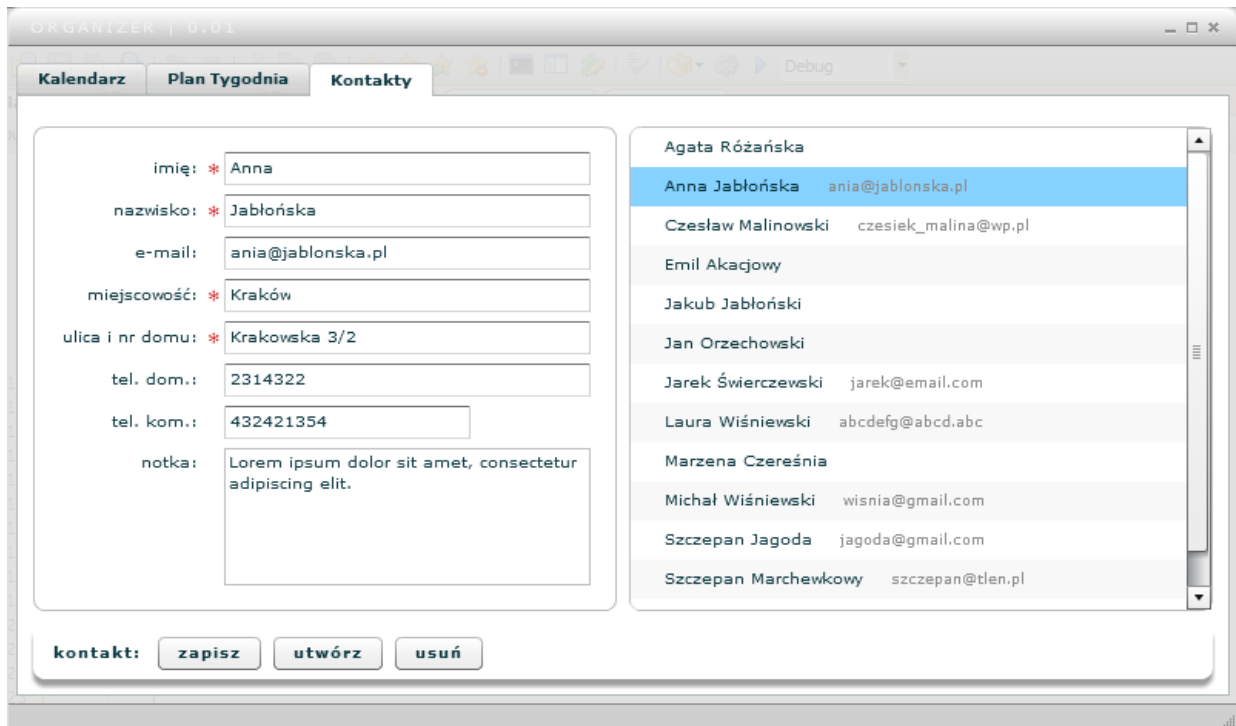 ORGANIZER | 0.01
Debug
Kalendarz Plan Tygodnia Kontakty
imię: * Anna
nazwisko: * Jabłońska
e-mail: ania@jablonska.pl
miejscowość: * Kraków
ulica i nr domu: * Krakowska 3/2
tel. dom.: 2314322
tel. kom.: 432421354
notka: Lorem ipsum dolor sit amet, consectetur
adipiscing elit.
Agata Różańska
Anna Jabłońska ania@jablonska.pl
Czesław Malinowski czesiek_malina@wp.pl
Emil Akacjowy
Jakub Jabłoński
Jan Orzechowski
Jarek Świerczewski jarek@email.com
Laura Wiśniewski abcdefg@abcd.abc
Marzena Czereśnia
Michał Wiśniewski wisnia@gmail.com
Szczepan Jagoda jagoda@gmail.com
Szczepan Marchewkowy szczepan@tlen.pl
kontakt: zapisz utwórz usuń